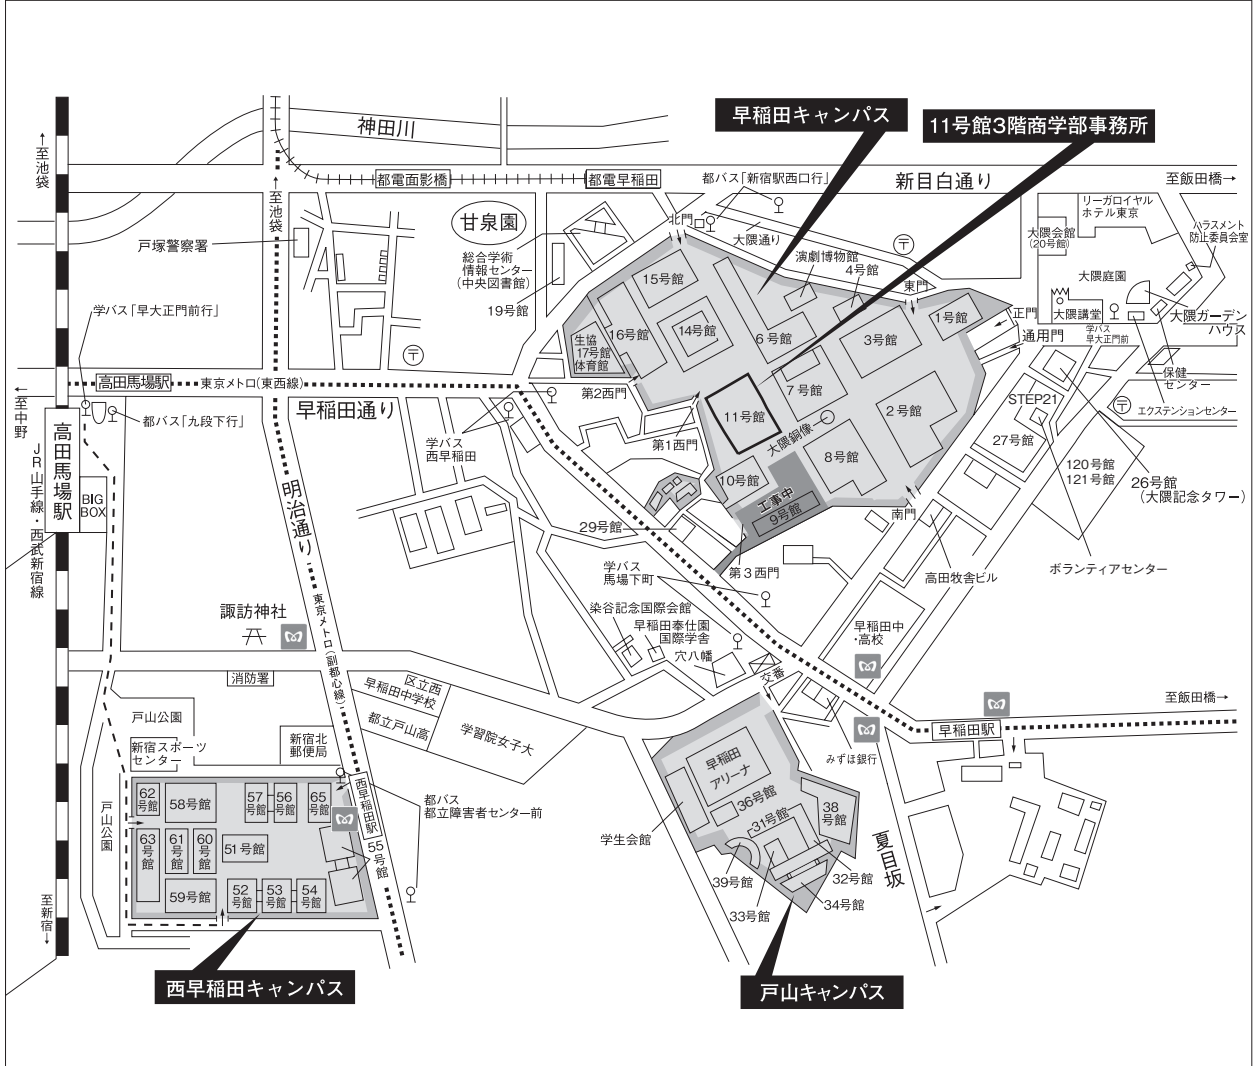 早稲田キャンパス
11号館3階商学部事務所
神田川
←至池袋
都電面影橋
都電早稲田
都バス「新宿駅西口行」
新目白通り
至飯田橋→
←至池袋
甘泉園
北門
大隈通り
リーガロイヤル
ホテル東京
ハラスメント
防止委員会室
大隈会館
(20号館)
戸塚警察署
総合学術
情報センター
(中央図書館)
19号館
演劇博物館
4号館
東門
大隈庭園
学バス「早大正門前行」
15号館
16号館
14号館
6号館
3号館
1号館
正門
通用門
大隈講堂
学バス
早大正門前
大隈ガーデン
ハウス
生協
17号館
体育館
保健
センター
エクステンションセンター
〒
〒
〒
高田馬場駅
東京メトロ(東西線)
早稲田通り
第2西門
7号館
2号館
STEP21
27号館
←至中野
都バス「九段下行」
学バス
西早稲田
第1西門
11号館
大隈銅像
8号館
120号館
121号館
26号館
(大隈記念タワー)
高田馬場駅
JR山手線・西武新宿線
BIG
BOX
明治通り
10号館
工事中
9号館
南門
29号館
第3西門
高田牧舎ビル
ボランティアセンター
学バス
馬場下町
諏訪神社
東京メトロ(副都心線)
染谷記念国際会館
早稲田奉仕園
国際学舎
穴八幡
交番
早稲田中
・高校
消防署
区立西
早稲田中学校
都立戸山高
学習院女子大
至飯田橋→
早稲田駅
みずほ銀行
戸山公園
新宿スポーツ
センター
新宿北
郵便局
西早稲田駅
都バス
都立障害者センター前
早稲田
アリーナ
36号館
31号館
38
号館
学生会館
39号館
33号館
32号館
34号館
夏目坂
戸山公園
62
号館
58号館
57
号館
56
号館
65
号館
63号館
61号館
60号館
51号館
55号館
59号館
52
号館
53
号館
54
号館
至新宿→
西早稲田キャンパス
戸山キャンパス